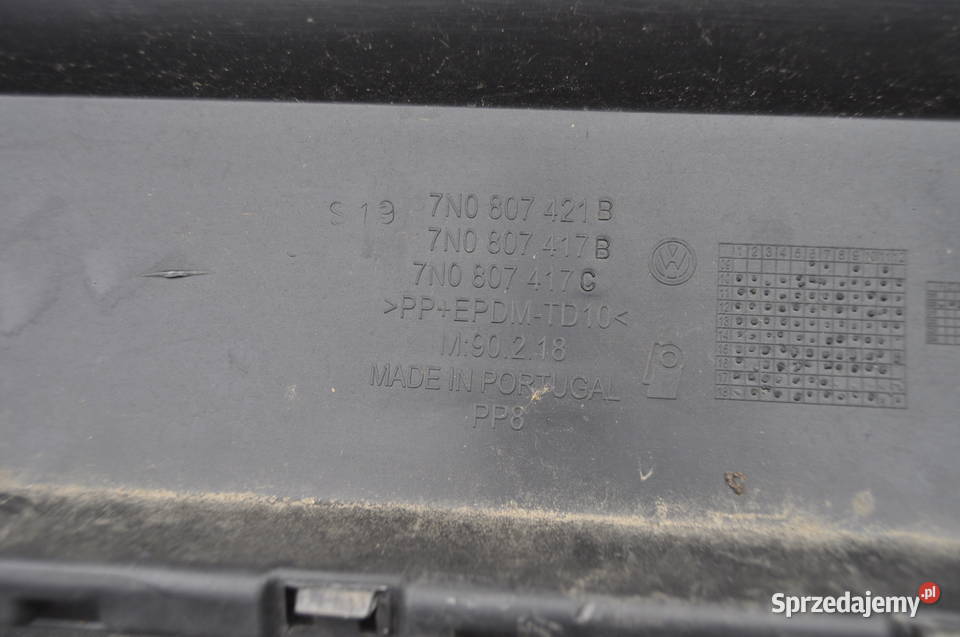 S 19 7N0 807 421 B
7N0 807 417 B
7N0 807 417 G
>PP+EPDM-TD10<
M:90.2.18
MADE IN PORTUGAL
PP8
Sprzedajemy.pl